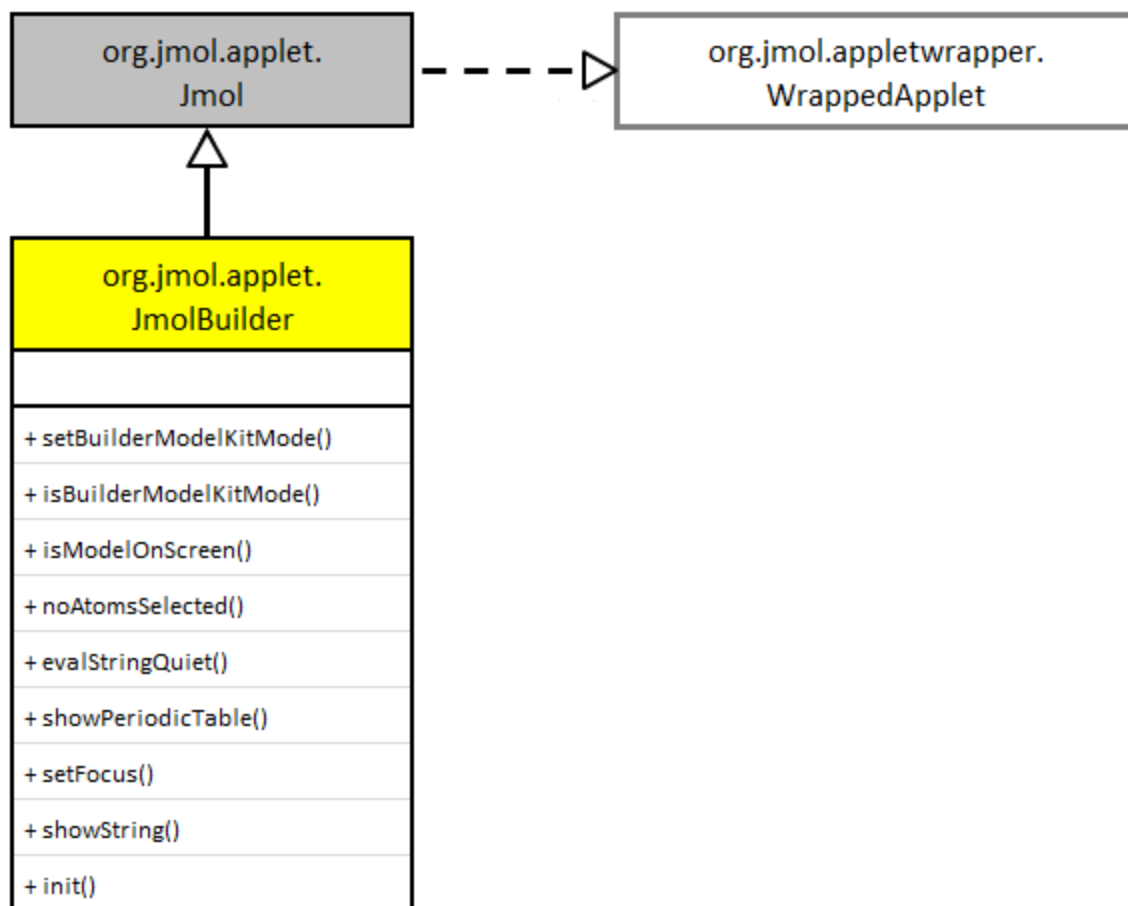 org.jmol.applet.
Jmol
org.jmol.appletwrapper.
WrappedApplet
org.jmol.applet.
JmolBuilder
+ setBuilderModelKitMode()
+ isBuilderModelKitMode()
+ isModelOnScreen()
+ noAtomsSelected()
+ evalStringQuiet()
+ showPeriodicTable()
+ setFocus()
+ showString()
+ init()